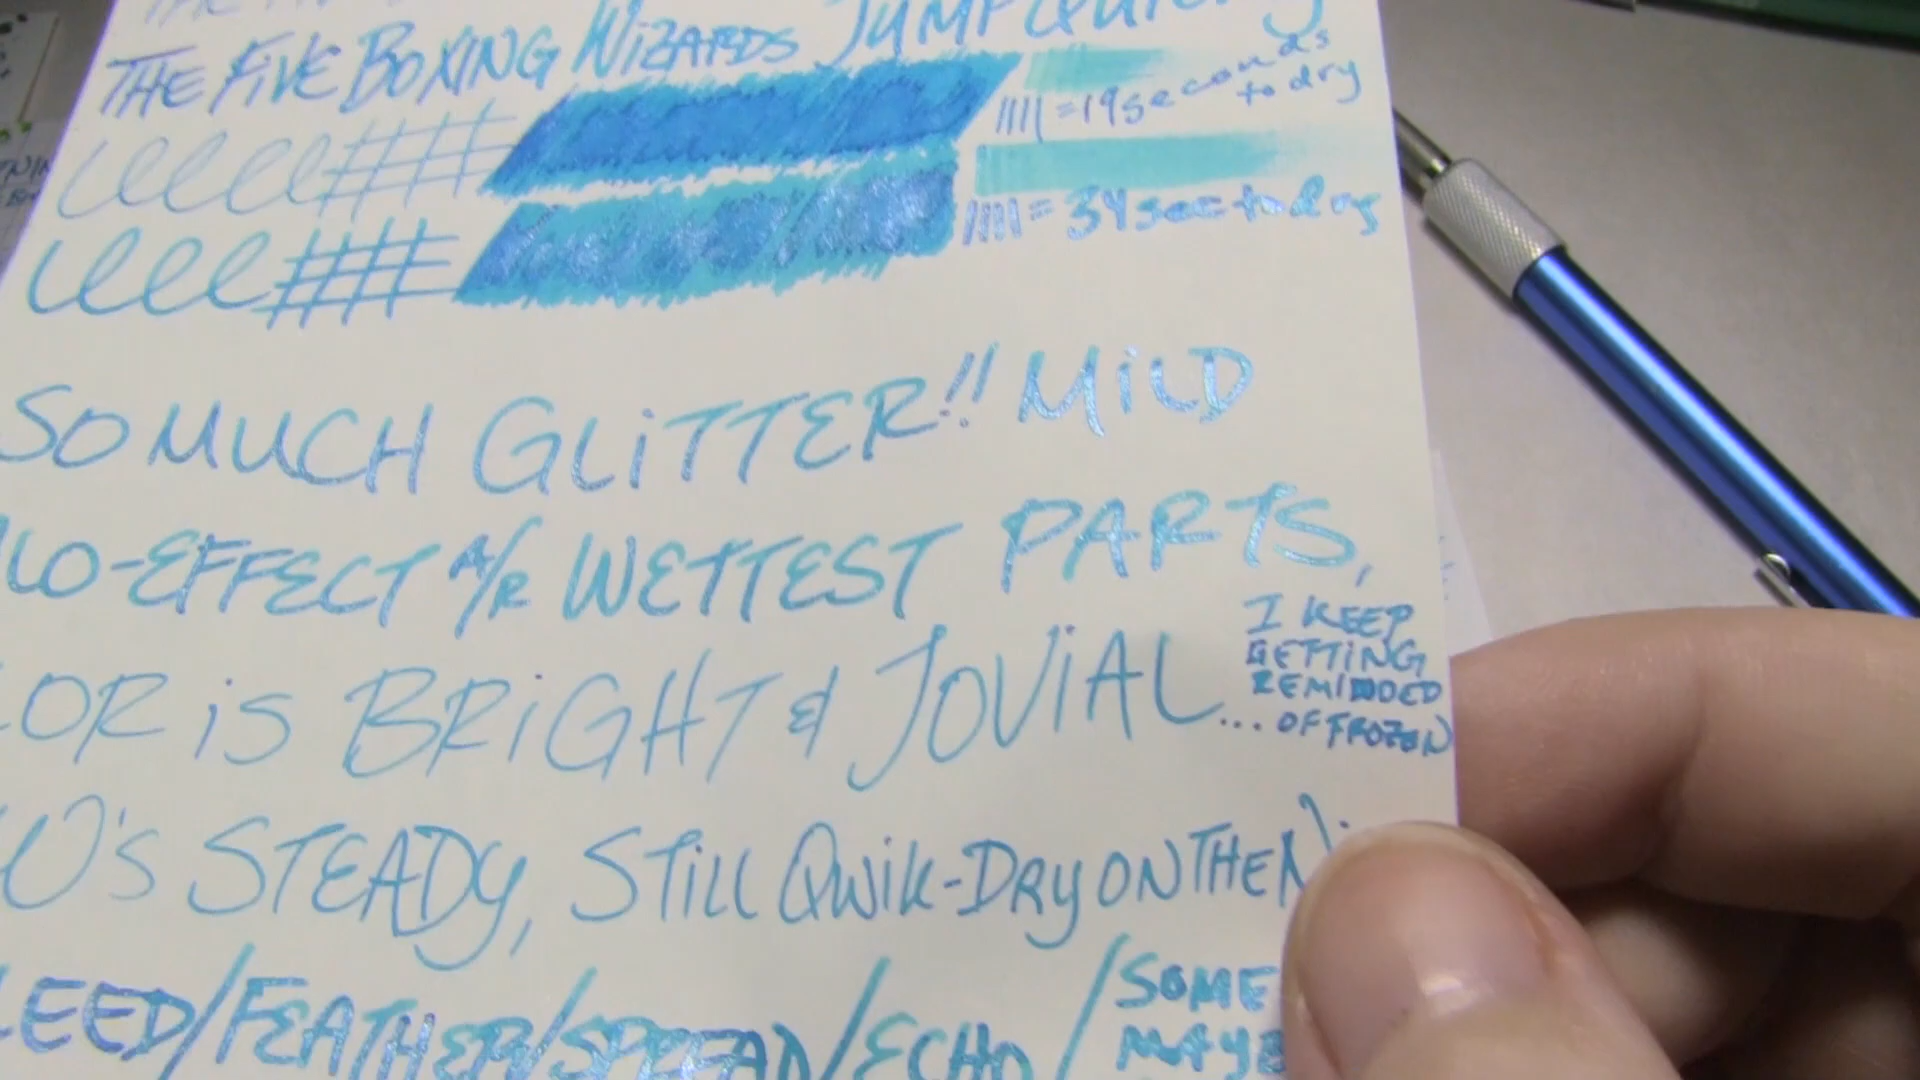 THE FIVE BOXING WIZARDS JUMP QUICKLY
||||| = 19 seconds to dry
||||| = 34 sec to dry
SO MUCH GLITTER!! MILD
LO-EFFECT A/R WETTEST PARTS,
LOR is BRiGHT & JOViAL
I KEEP
GETTING
REMINDED
... OF FROZEN)
W'S STEADY, STiLL QWiK-DRY ON THE
LEED/FEATHER/SPREAD/ECHO/
SOME
MAYBE